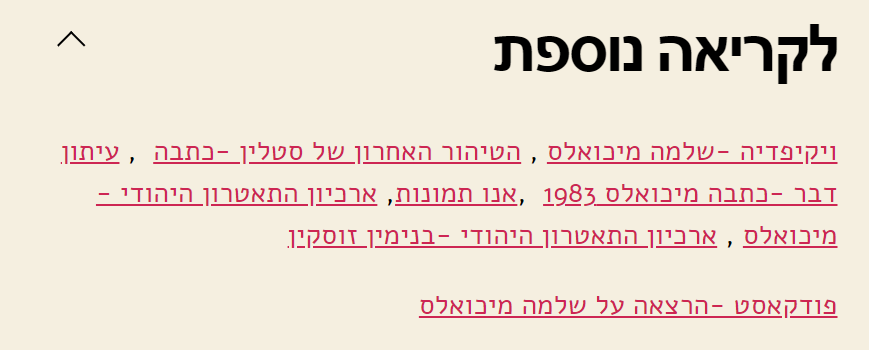 לקריאה נוספת
ויקיפדיה –שלמה מיכואלס , הטיהור האחרון של סטלין –כתבה , עיתון
דבר –כתבה מיכואלס 1983 ,אנו תמונות, ארכיון התאטרון היהודי –
מיכואלס , ארכיון התאטרון היהודי –בנימין זוסקין
פודקאסט –הרצאה על שלמה מיכואלס